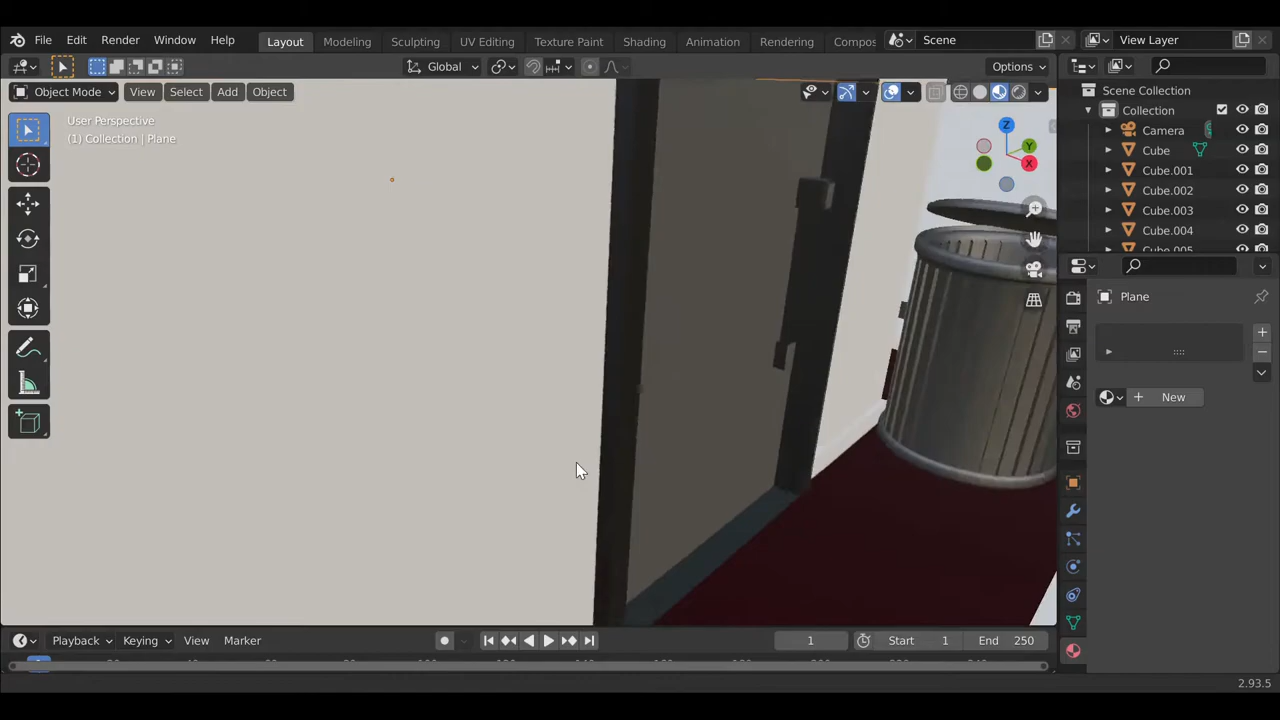 File Edit Render Window Help Layout Modeling Sculpting UV Editing Texture Paint Shading Animation Rendering Compos Scene View Layer
Global Options
Object Mode View Select Add Object
User Perspective
(1) Collection | Plane
Z
Y
X
Scene Collection
Collection
Camera
Cube
Cube.001
Cube.002
Cube.003
Cube.004
Cube.005
Plane
New
Playback Keying View Marker 1 Start 1 End 250
2.93.5